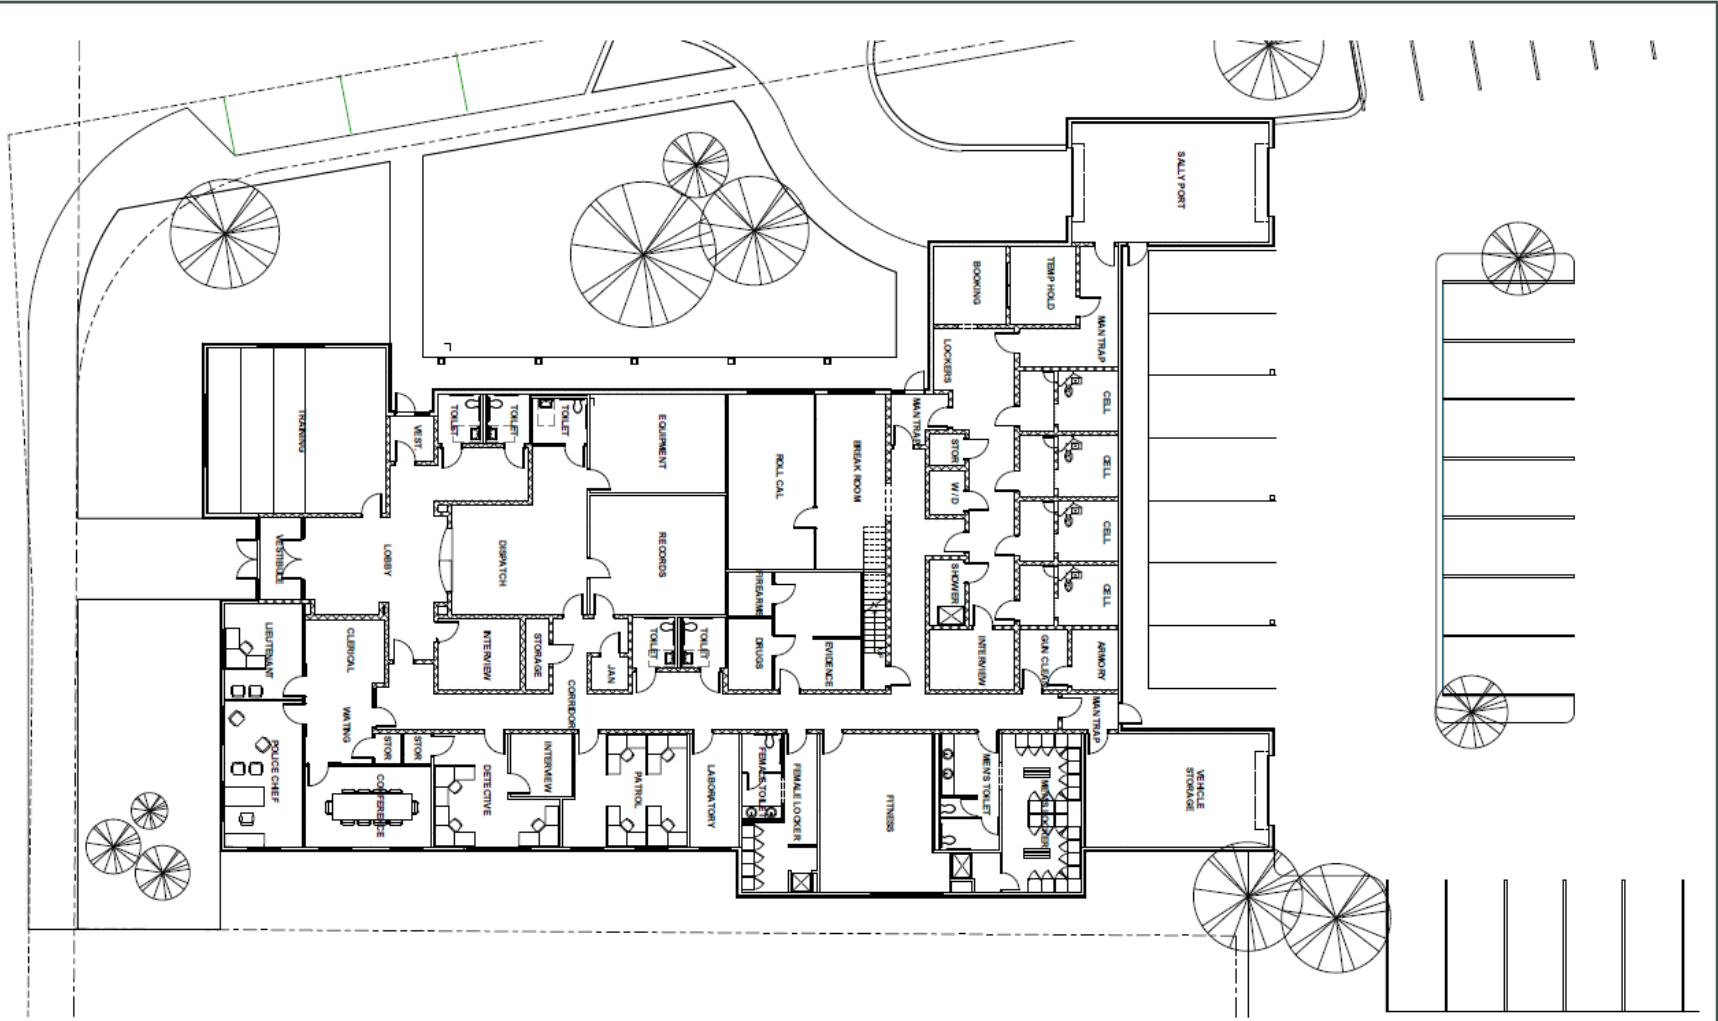 SALLY PORT
BOOKING
TEMP HOLD
MAN TRAP
LOCKERS
CELL
CELL
CELL
CELL
TRAINING
VEST.
TOILET
TOILET
TOILET
EQUIPMENT
ROLL CAL
BREAK ROOM
MAN TRAP
STOR
W / D
SHOWER
VESTIBULE
LOBBY
DISPATCH
RECORDS
FIREARMS
DRUGS
EVIDENCE
INTERVIEW
GUN CLEAN
ARMORY
LIEUTENANT
CLERICAL
INTERVIEW
STORAGE
JAN
TOILET
TOILET
CORRIDOR
MAN TRAP
POLICE CHIEF
WATING
STOR
STOR
CONFERENCE
DETECTIVE
INTERVIEW
PATROL
LABORATORY
FEMALE TOILET
FEMALE LOCKER
FITNESS
MEN'S TOILET
MEN'S LOCKER
VEHICLE
STORAGE